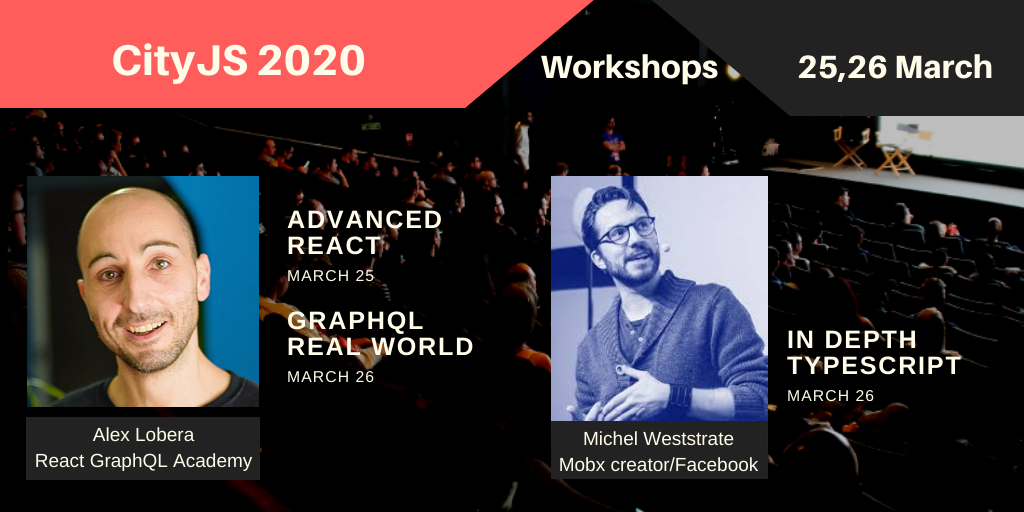 CityJS 2020
Workshops
25,26 March
ADVANCED
REACT
MARCH 25
GRAPHQL
REAL WORLD
MARCH 26
Alex Lobera
React GraphQL Academy
IN DEPTH
TYPESCRIPT
MARCH 26
Michel Weststrate
Mobx creator/Facebook